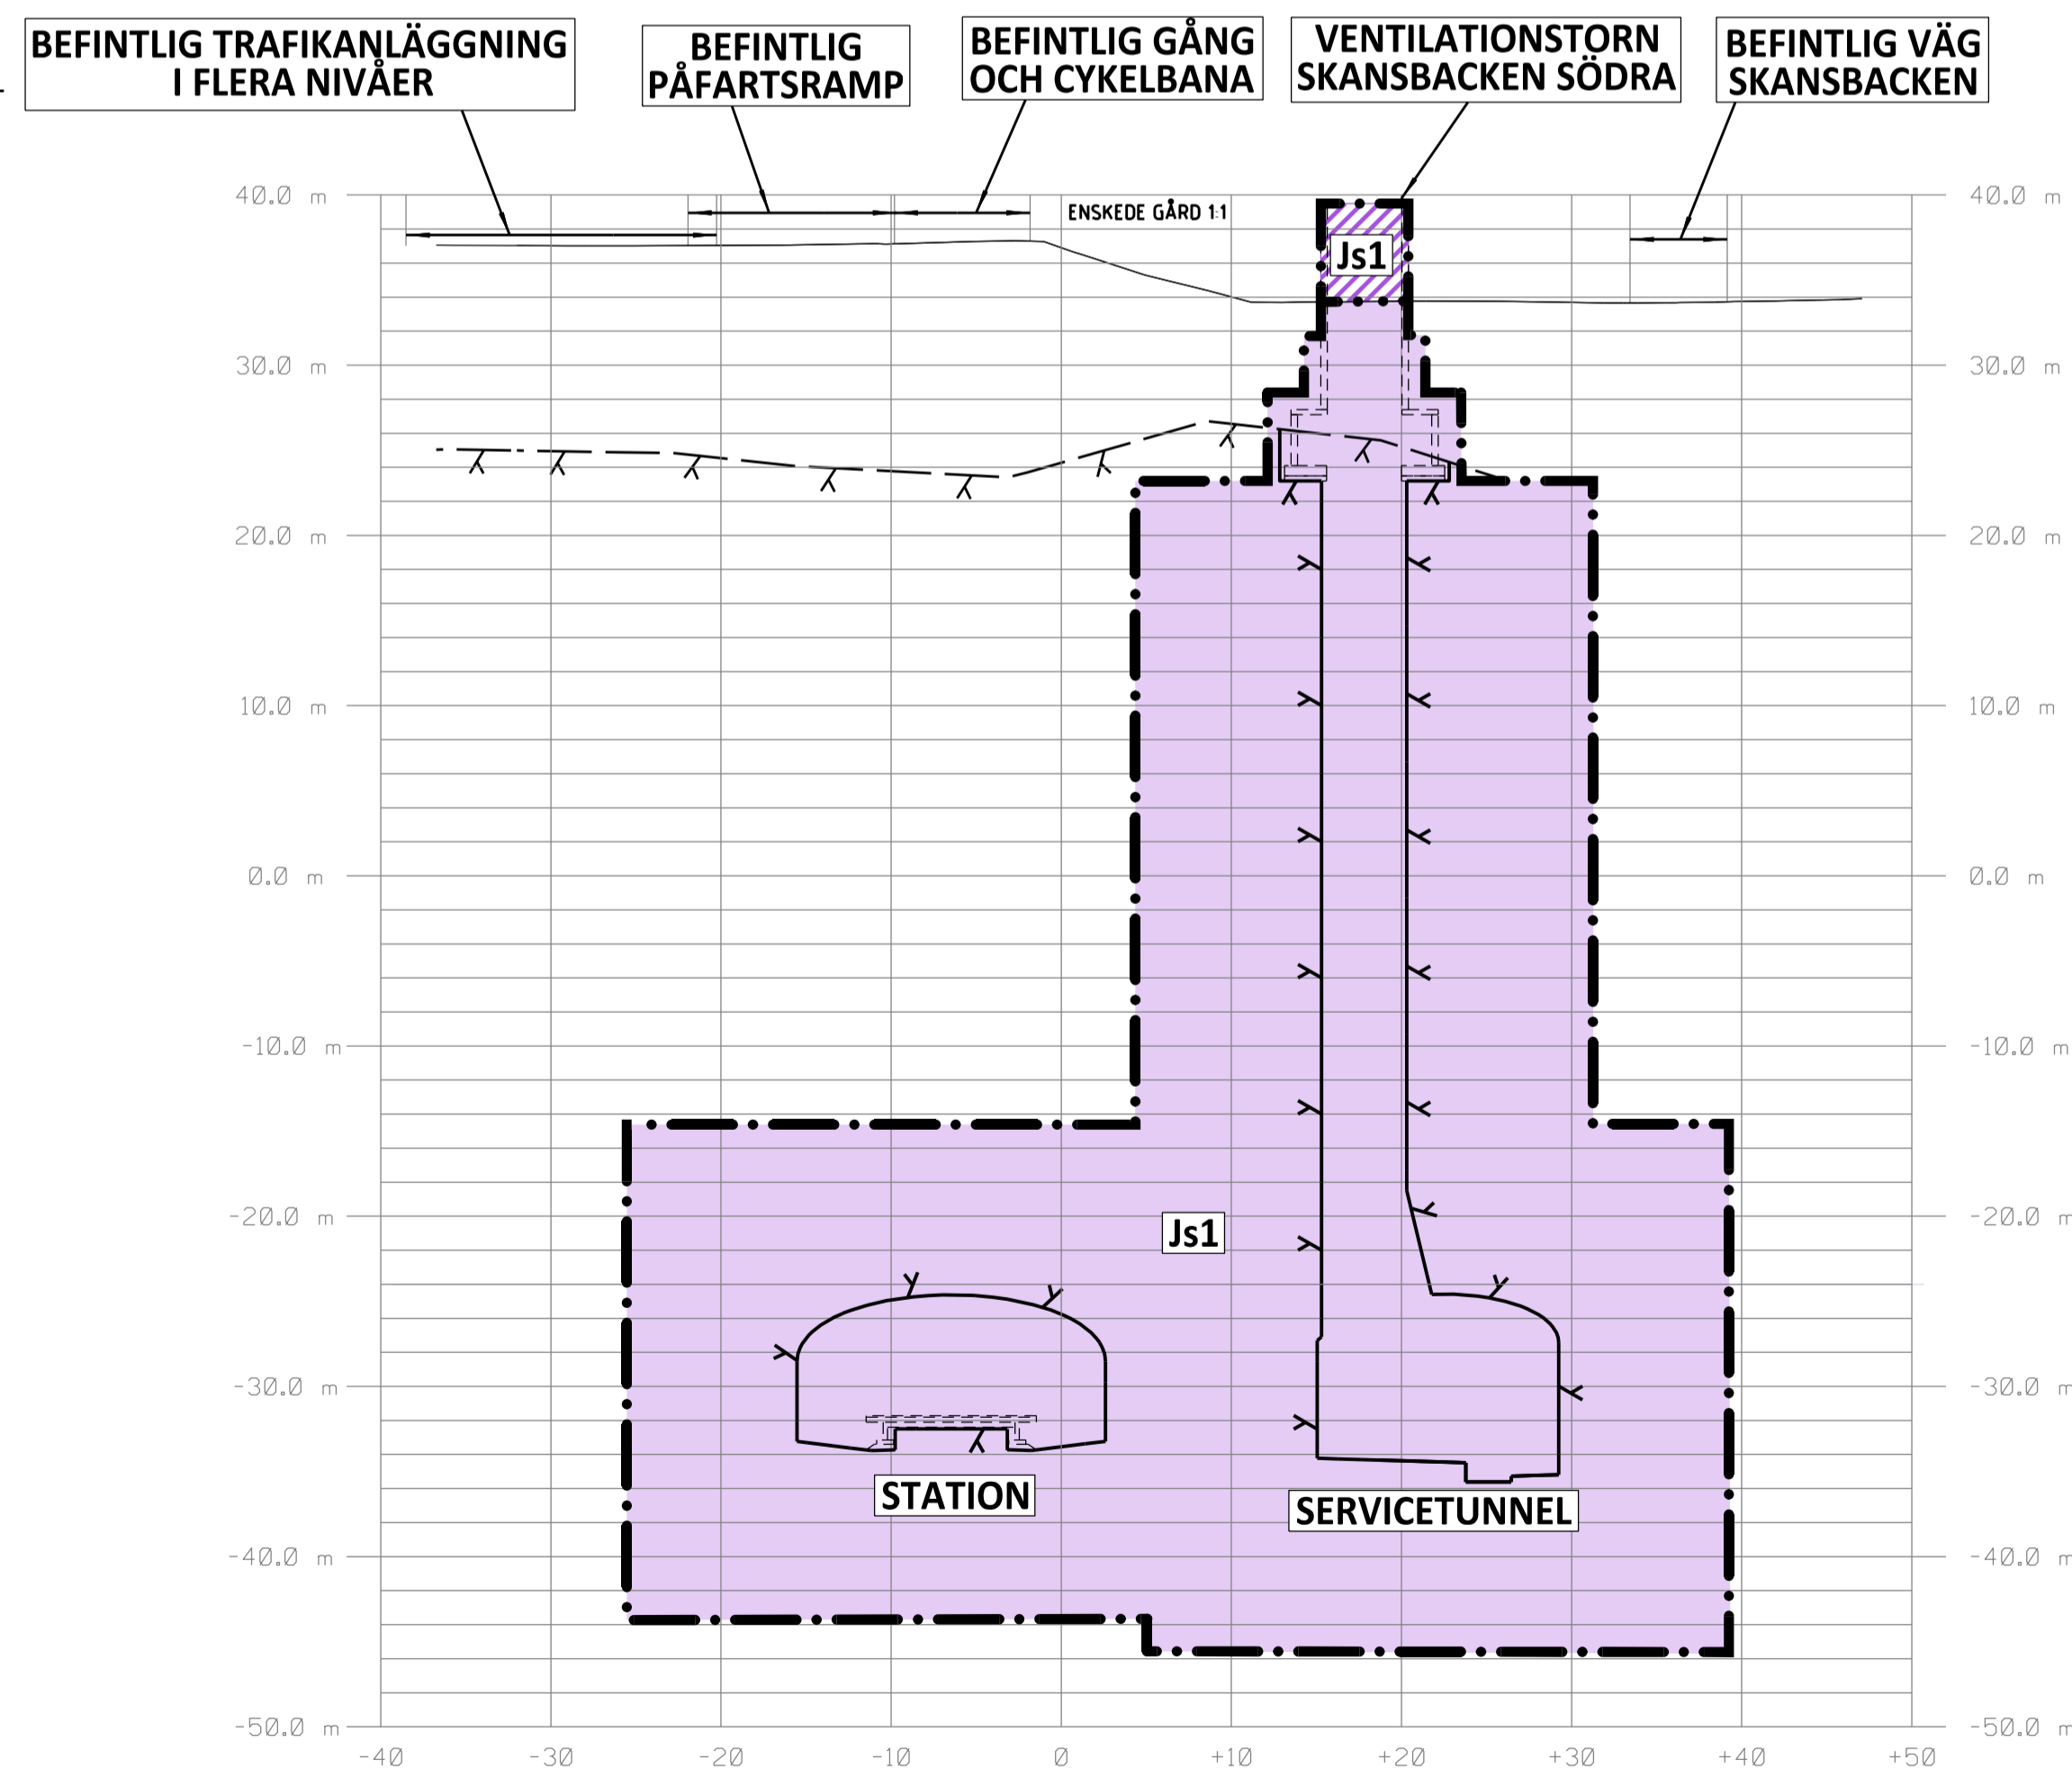 BEFINTLIG TRAFIKANLÄGGNING
I FLERA NIVÅER
BEFINTLIG
PÅFARTSRAMP
BEFINTLIG GÅNG
OCH CYKELBANA
VENTILATIONSTORN
SKANSBACKEN SÖDRA
BEFINTLIG VÄG
SKANSBACKEN
40.0 m
40.0 m
ENSKEDE GÅRD 1:1
Js1
30.0 m
30.0 m
20.0 m
20.0 m
10.0 m
10.0 m
0.0 m
0.0 m
-10.0 m
-10.0 m
-20.0 m
-20.0 m
Js1
-30.0 m
-30.0 m
STATION
SERVICETUNNEL
-40.0 m
-40.0 m
-50.0 m
-50.0 m
-40 -30 -20 -10 0 +10 +20 +30 +40 +50